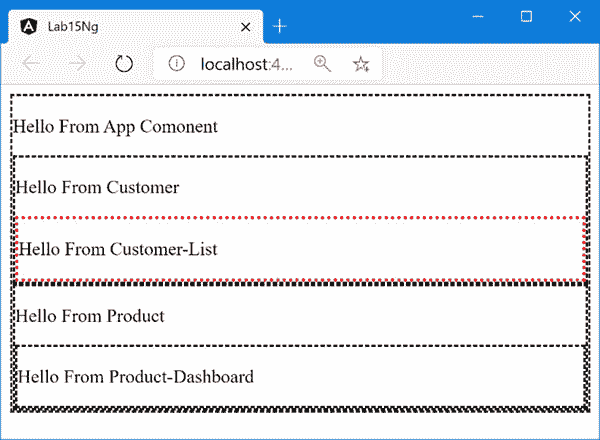 Lab15Ng
localhost:4...
Hello From App Comonent
Hello From Customer
Hello From Customer-List
Hello From Product
Hello From Product-Dashboard